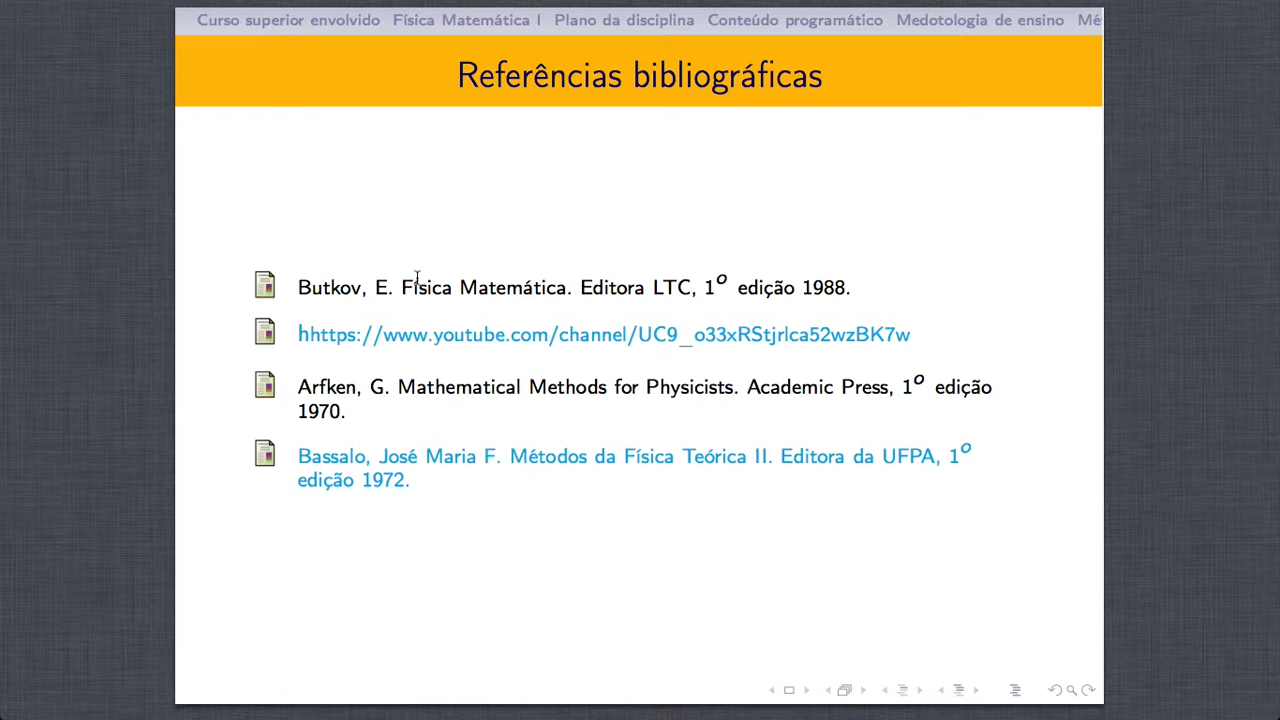 Curso superior envolvido Física Matemática I Plano da disciplina Conteúdo programático Medotologia de ensino Mé
Referências bibliográficas
Butkov, E. Física Matemática. Editora LTC, 1º edição 1988.
hhttps://www.youtube.com/channel/UC9_o33xRStjrlca52wzBK7w
Arfken, G. Mathematical Methods for Physicists. Academic Press, 1º edição
1970.
Bassalo, José Maria F. Métodos da Física Teórica II. Editora da UFPA, 1º
edição 1972.